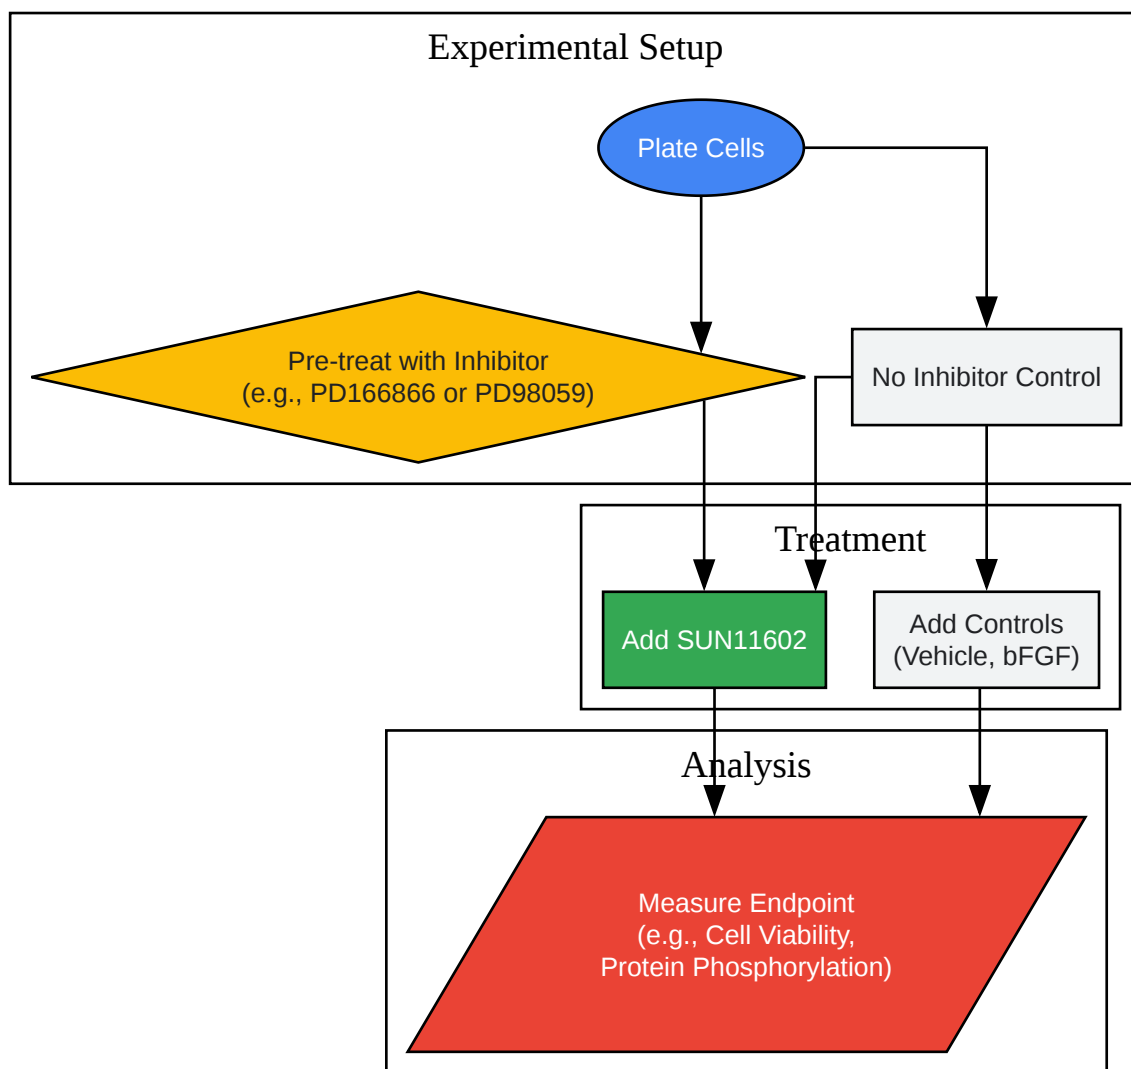 Experimental Setup
Plate Cells
Pre-treat with Inhibitor
(e.g., PD166866 or PD98059)
No Inhibitor Control
Treatment
Add SUN11602
Add Controls
(Vehicle, bFGF)
Analysis
Measure Endpoint
(e.g., Cell Viability,
Protein Phosphorylation)